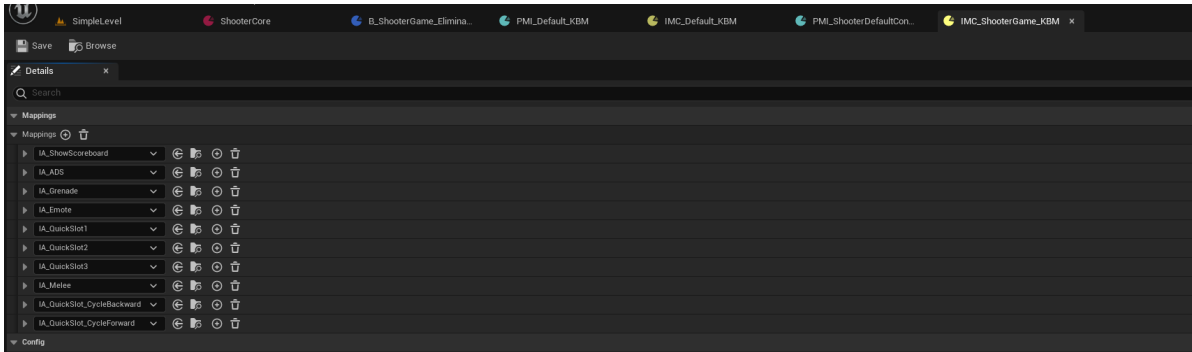 SimpleLevel ShooterCore B_ShooterGame_Elimina... PMI_Default_KBM IMC_Default_KBM PMI_ShooterDefaultCon... IMC_ShooterGame_KBM
Save Browse
Details
Search
Mappings
Mappings
IA_ShowScoreboard
IA_ADS
IA_Grenade
IA_Emote
IA_QuickSlot1
IA_QuickSlot2
IA_QuickSlot3
IA_Melee
IA_QuickSlot_CycleBackward
IA_QuickSlot_CycleForward
Config